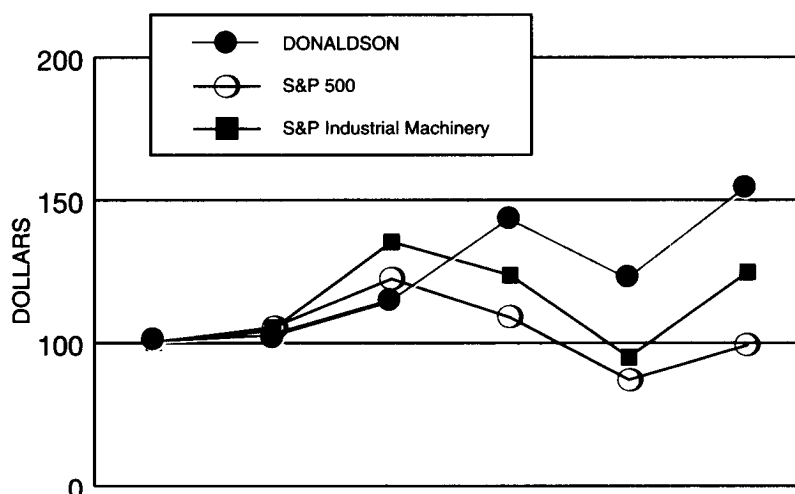 200
DONALDSON
S&P 500
S&P Industrial Machinery
150
DOLLARS
100
0